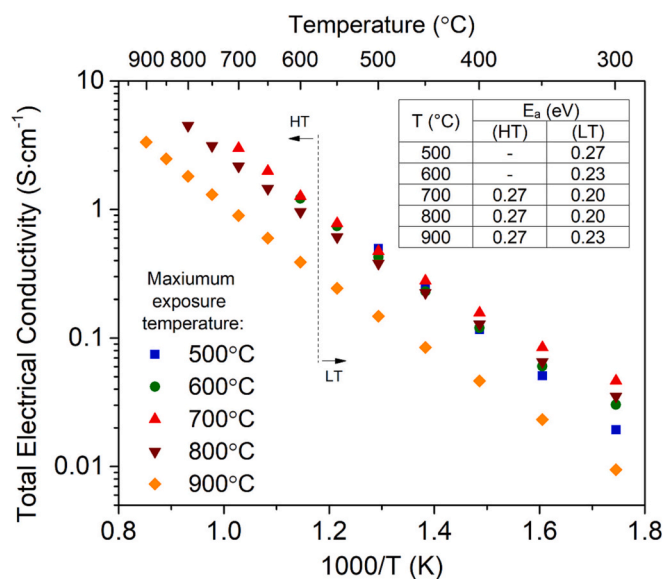 Temperature (°C)
900 800 700 600 500 400 300
Total Electrical Conductivity (S·cm⁻¹)
10
1
0.1
0.01
HT
LT
T (°C) Eₐ (eV)
(HT) (LT)
500 - 0.27
600 - 0.23
700 0.27 0.20
800 0.27 0.20
900 0.27 0.23
Maxiumum
exposure
temperature:
500°C
600°C
700°C
800°C
900°C
0.8 1.0 1.2 1.4 1.6 1.8
1000/T (K)